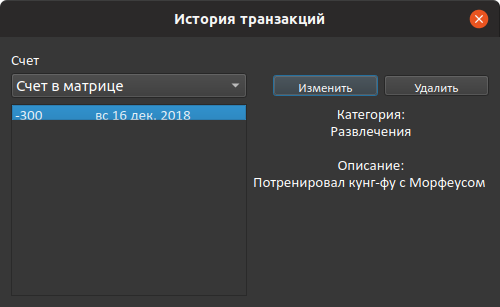 История транзакций
Счет
Счет в матрице
Изменить
Удалить
-300 вс 16 дек. 2018
Категория:
Развлечения
Описание:
Потренировал кунг-фу с Морфеусом